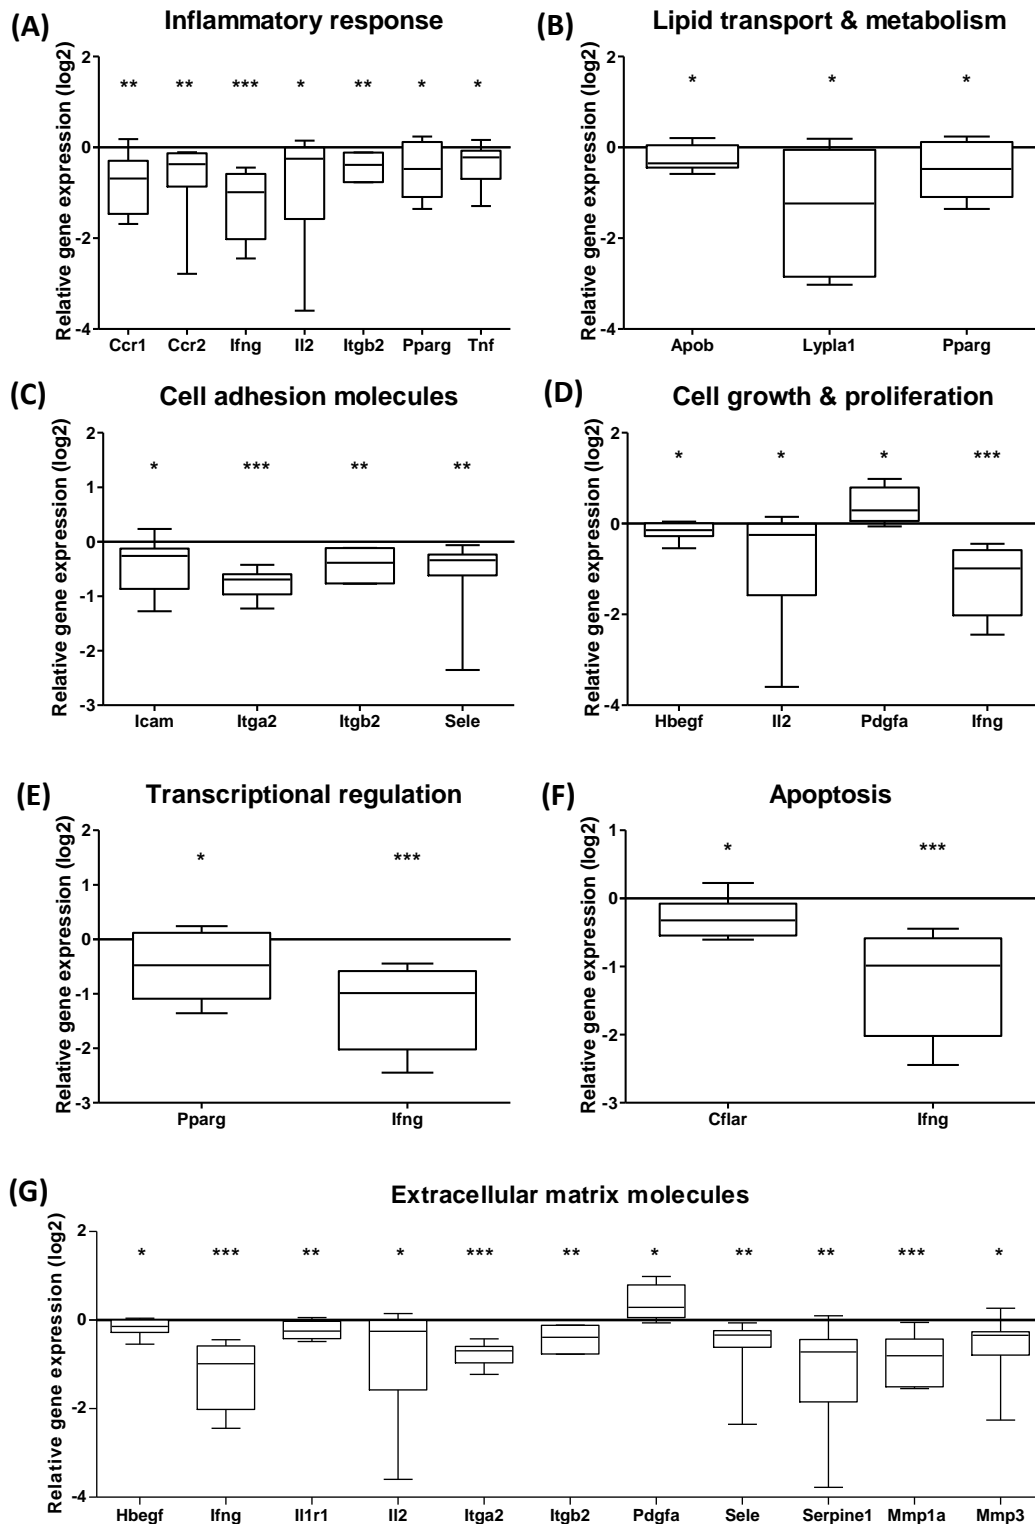 (A) Inflammatory response
Relative gene expression (log2)
2
0
-2
-4
** ** *** * ** * *
Ccr1 Ccr2 Ifng Il2 Itgb2 Pparg Tnf
(B) Lipid transport & metabolism
Relative gene expression (log2)
2
0
-2
-4
* * *
Apob Lypla1 Pparg
(C) Cell adhesion molecules
Relative gene expression (log2)
2
1
0
-1
-2
-3
* *** ** **
Icam Itga2 Itgb2 Sele
(D) Cell growth & proliferation
Relative gene expression (log2)
2
0
-2
-4
* * * ***
Hbegf Il2 Pdgfa Ifng
(E) Transcriptional regulation
Relative gene expression (log2)
2
1
0
-1
-2
-3
* ***
Pparg Ifng
(F) Apoptosis
Relative gene expression (log2)
1
0
-1
-2
-3
* ***
Cflar Ifng
(G) Extracellular matrix molecules
Relative gene expression (log2)
2
0
-2
-4
* *** ** * *** ** * ** ** *** *
Hbegf Ifng Il1r1 Il2 Itga2 Itgb2 Pdgfa Sele Serpine1 Mmp1a Mmp3